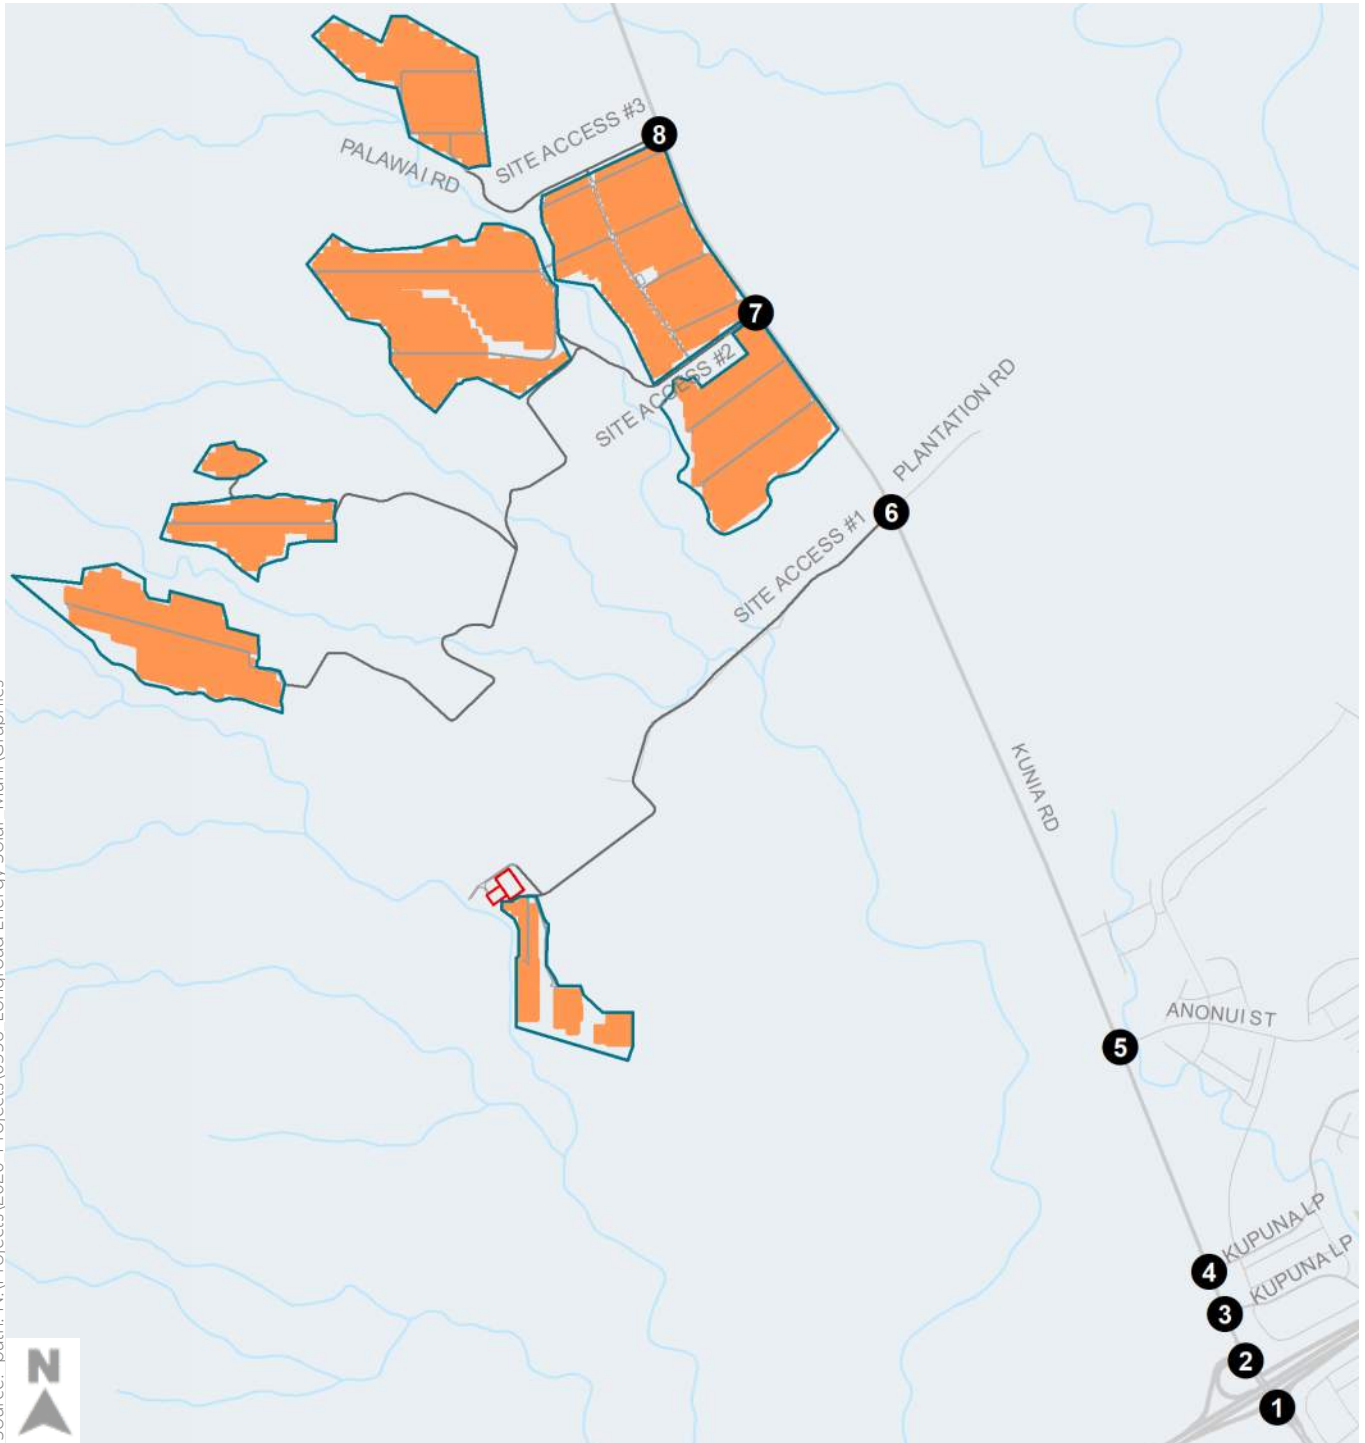 SITE ACCESS #3
8
PALAWAI RD
7
SITE ACCESS #2
PLANTATION RD
6
SITE ACCESS #1
KUNIA RD
ANONUI ST
5
KUPUNA LP
4
KUPUNA LP
3
2
1
N